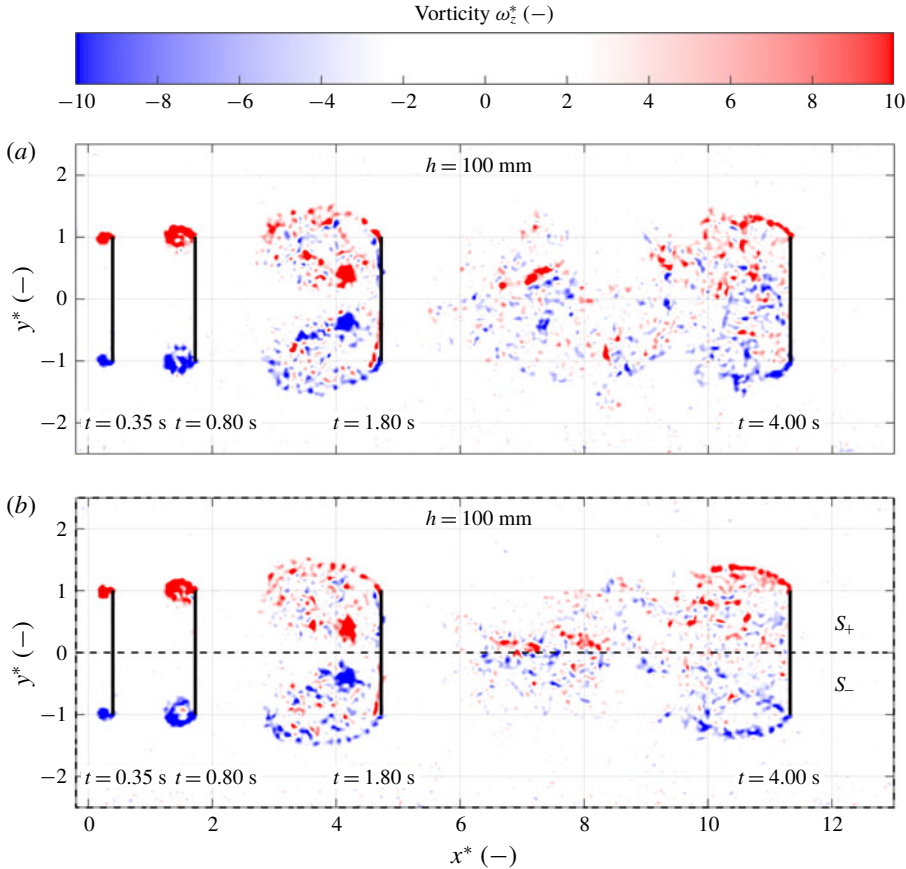 Vorticity ω*z (–)
−10 −8 −6 −4 −2 0 2 4 6 8 10
(a)
h = 100 mm
2
1
0
−1
−2
y* (–)
t = 0.35 s t = 0.80 s t = 1.80 s t = 4.00 s
(b)
h = 100 mm
2
1
0
−1
−2
y* (–)
S+
S−
t = 0.35 s t = 0.80 s t = 1.80 s t = 4.00 s
0 2 4 6 8 10 12
x* (–)